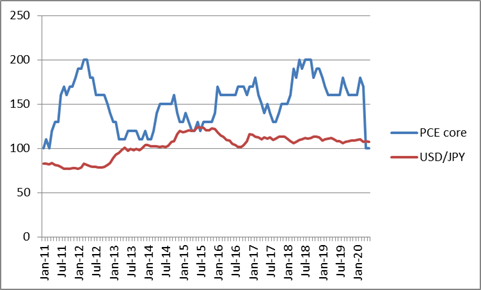 250
200
150
100
50
0
Jan-11
Jul-11
Jan-12
Jul-12
Jan-13
Jul-13
Jan-14
Jul-14
Jan-15
Jul-15
Jan-16
Jul-16
Jan-17
Jul-17
Jan-18
Jul-18
Jan-19
Jul-19
Jan-20
PCE core
USD/JPY